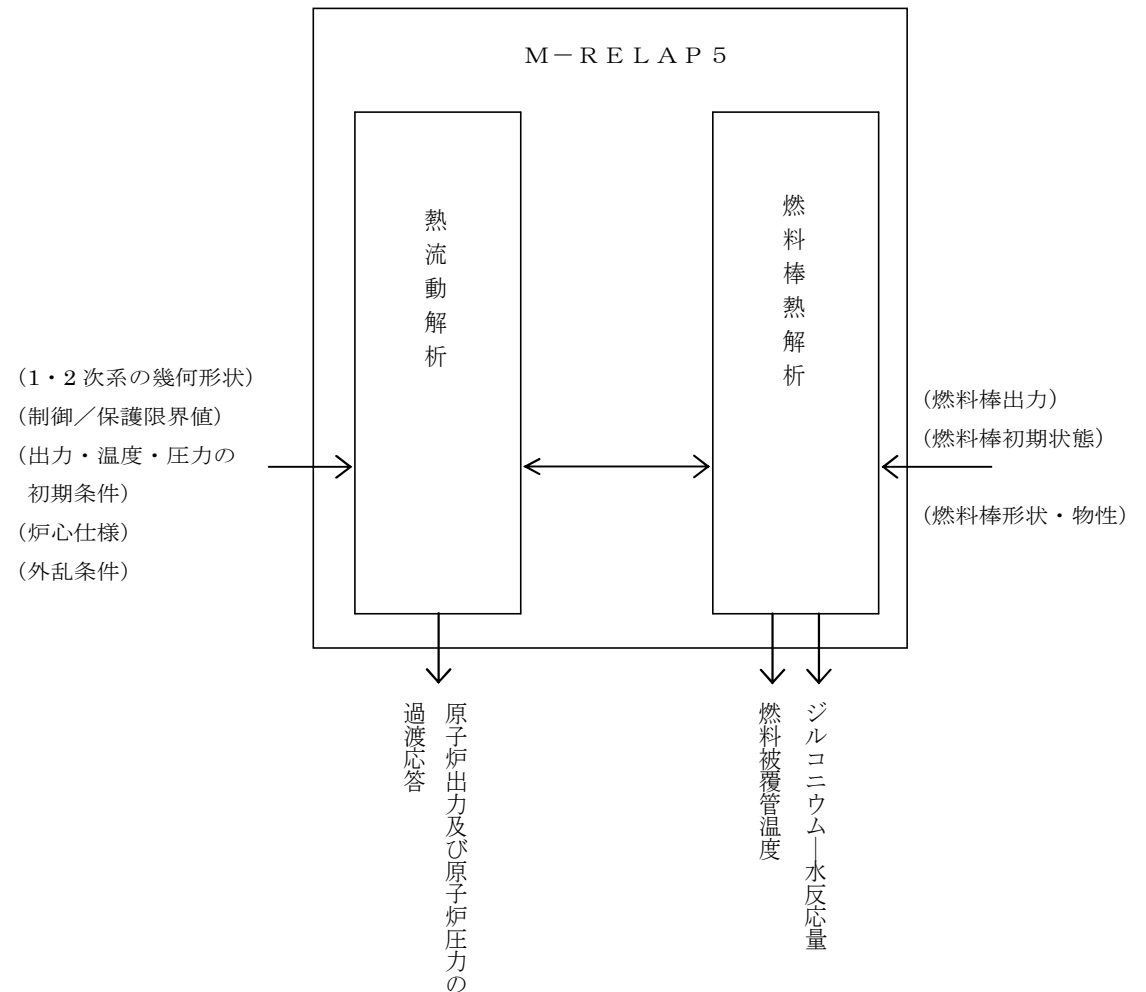 M-RELAP5
熱流動解析
燃料棒熱解析
(1・2次系の幾何形状)
(制御/保護限界値)
(出力・温度・圧力の
初期条件)
(炉心仕様)
(外乱条件)
(燃料棒出力)
(燃料棒初期状態)
(燃料棒形状・物性)
原子炉出力及び原子炉圧力の
過渡応答
ジルコニウム―水反応量
燃料被覆管温度